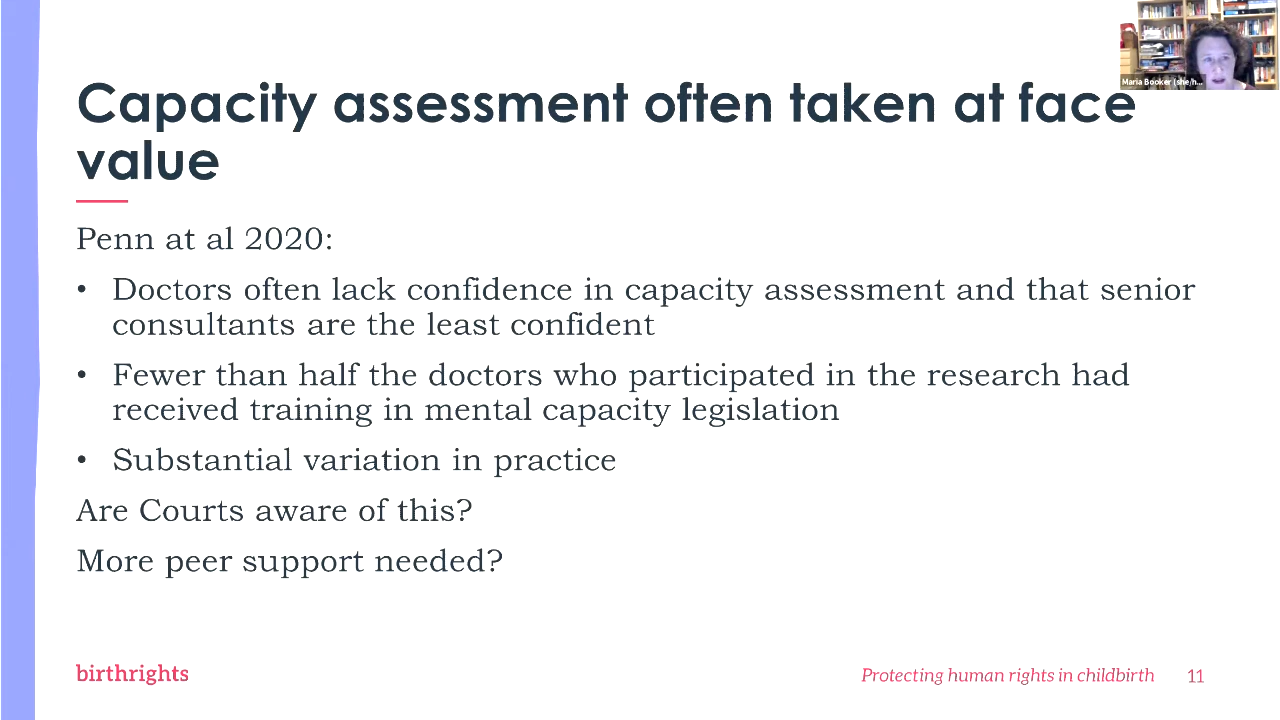 Maria Booker (she/h...
Capacity assessment often taken at face
value
Penn at al 2020:
• Doctors often lack confidence in capacity assessment and that senior
consultants are the least confident
• Fewer than half the doctors who participated in the research had
received training in mental capacity legislation
• Substantial variation in practice
Are Courts aware of this?
More peer support needed?
birthrights
Protecting human rights in childbirth 11